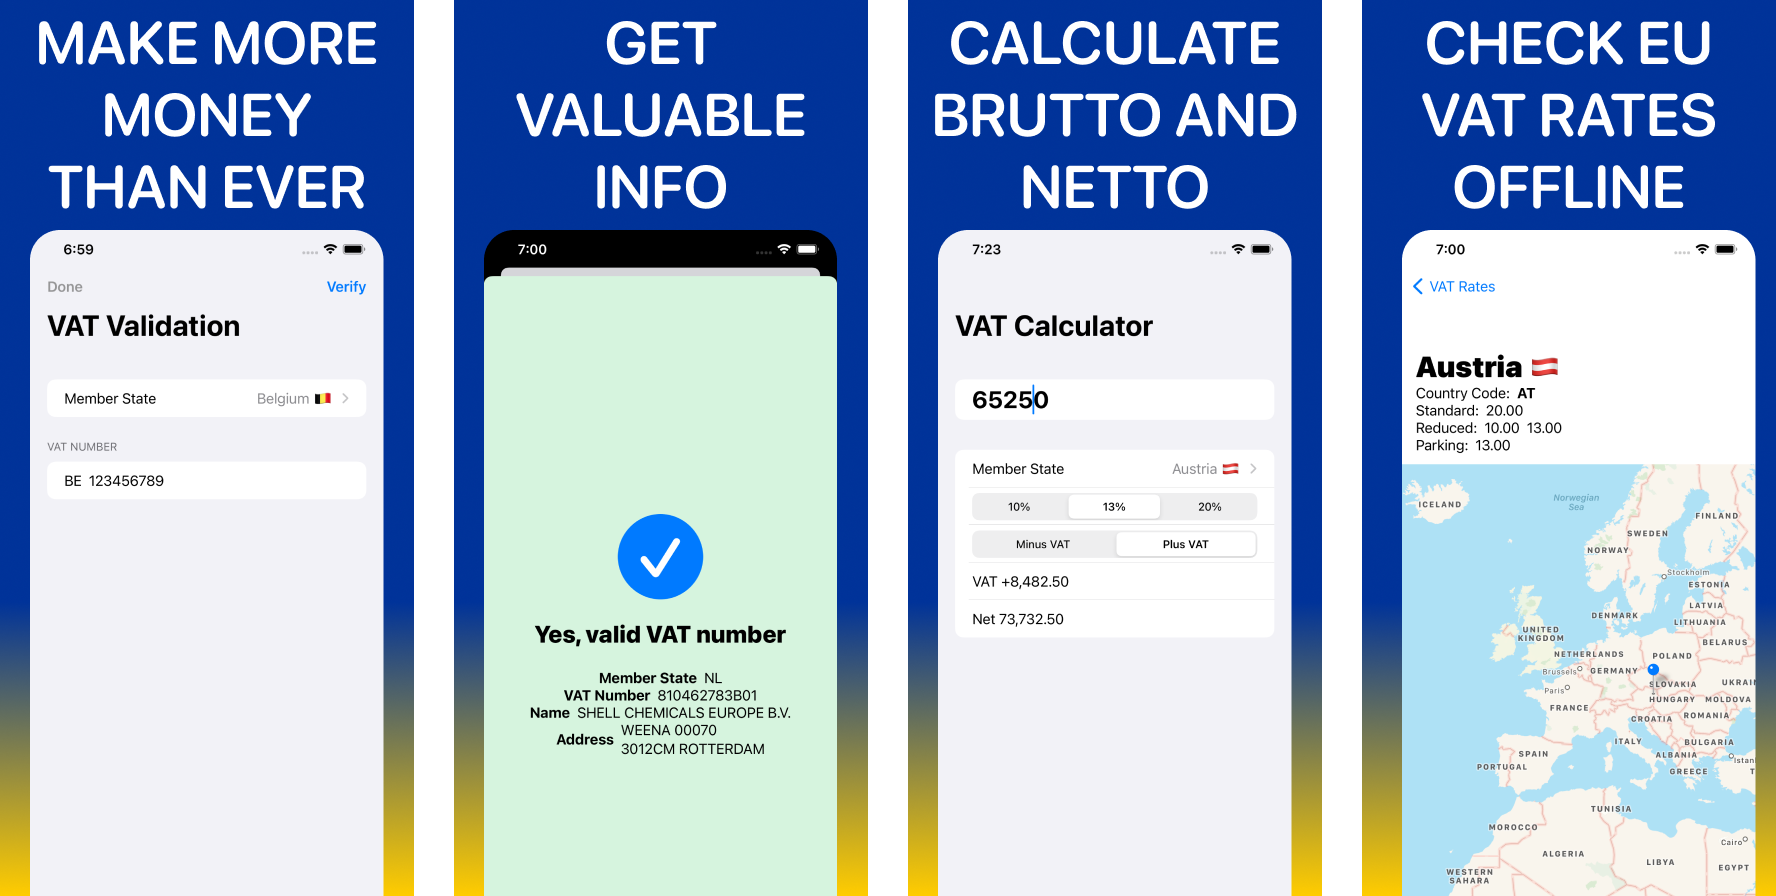 MAKE MORE
MONEY
THAN EVER
6:59
Done
Verify
VAT Validation
Member State
Belgium
VAT NUMBER
BE 123456789
GET
VALUABLE
INFO
7:00
Yes, valid VAT number
Member State NL
VAT Number 810462783B01
Name SHELL CHEMICALS EUROPE B.V.
Address WEENA 00070
3012CM ROTTERDAM
CALCULATE
BRUTTO AND
NETTO
7:23
VAT Calculator
65250
Member State
Austria
10% 13% 20%
Minus VAT Plus VAT
VAT +8,482.50
Net 73,732.50
CHECK EU
VAT RATES
OFFLINE
7:00
VAT Rates
Austria
Country Code: AT
Standard: 20.00
Reduced: 10.00 13.00
Parking: 13.00
ICELAND
Norwegian
Sea
FINLAND
SWEDEN
NORWAY
Stockholm
ESTONIA
LATVIA
DENMARK
LITHUANIA
UNITED
KINGDOM
BELARUS
NETHERLANDS
POLAND
Brussels
GERMANY
SLOVAKIA
UKRAI
Paris
HUNGARY
MOLDOVA
FRANCE
CROATIA
ROMANIA
ITALY
BULGARIA
SPAIN
ALBANIA
Istan
PORTUGAL
GREECE
T
TUNISIA
MOROCCO
Cairo
ALGERIA
LIBYA
EGYPT
WESTERN
SAHARA